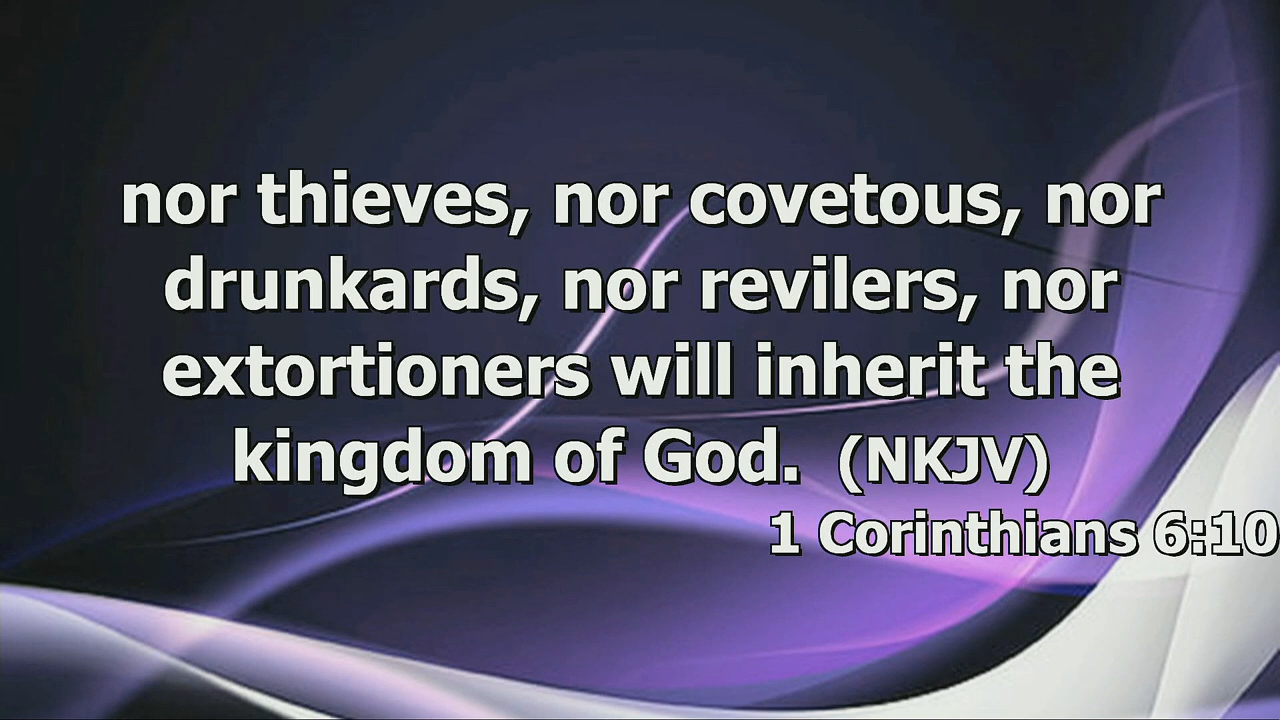 nor thieves, nor covetous, nor
drunkards, nor revilers, nor
extortioners will inherit the
kingdom of God. (NKJV)
1 Corinthians 6:10